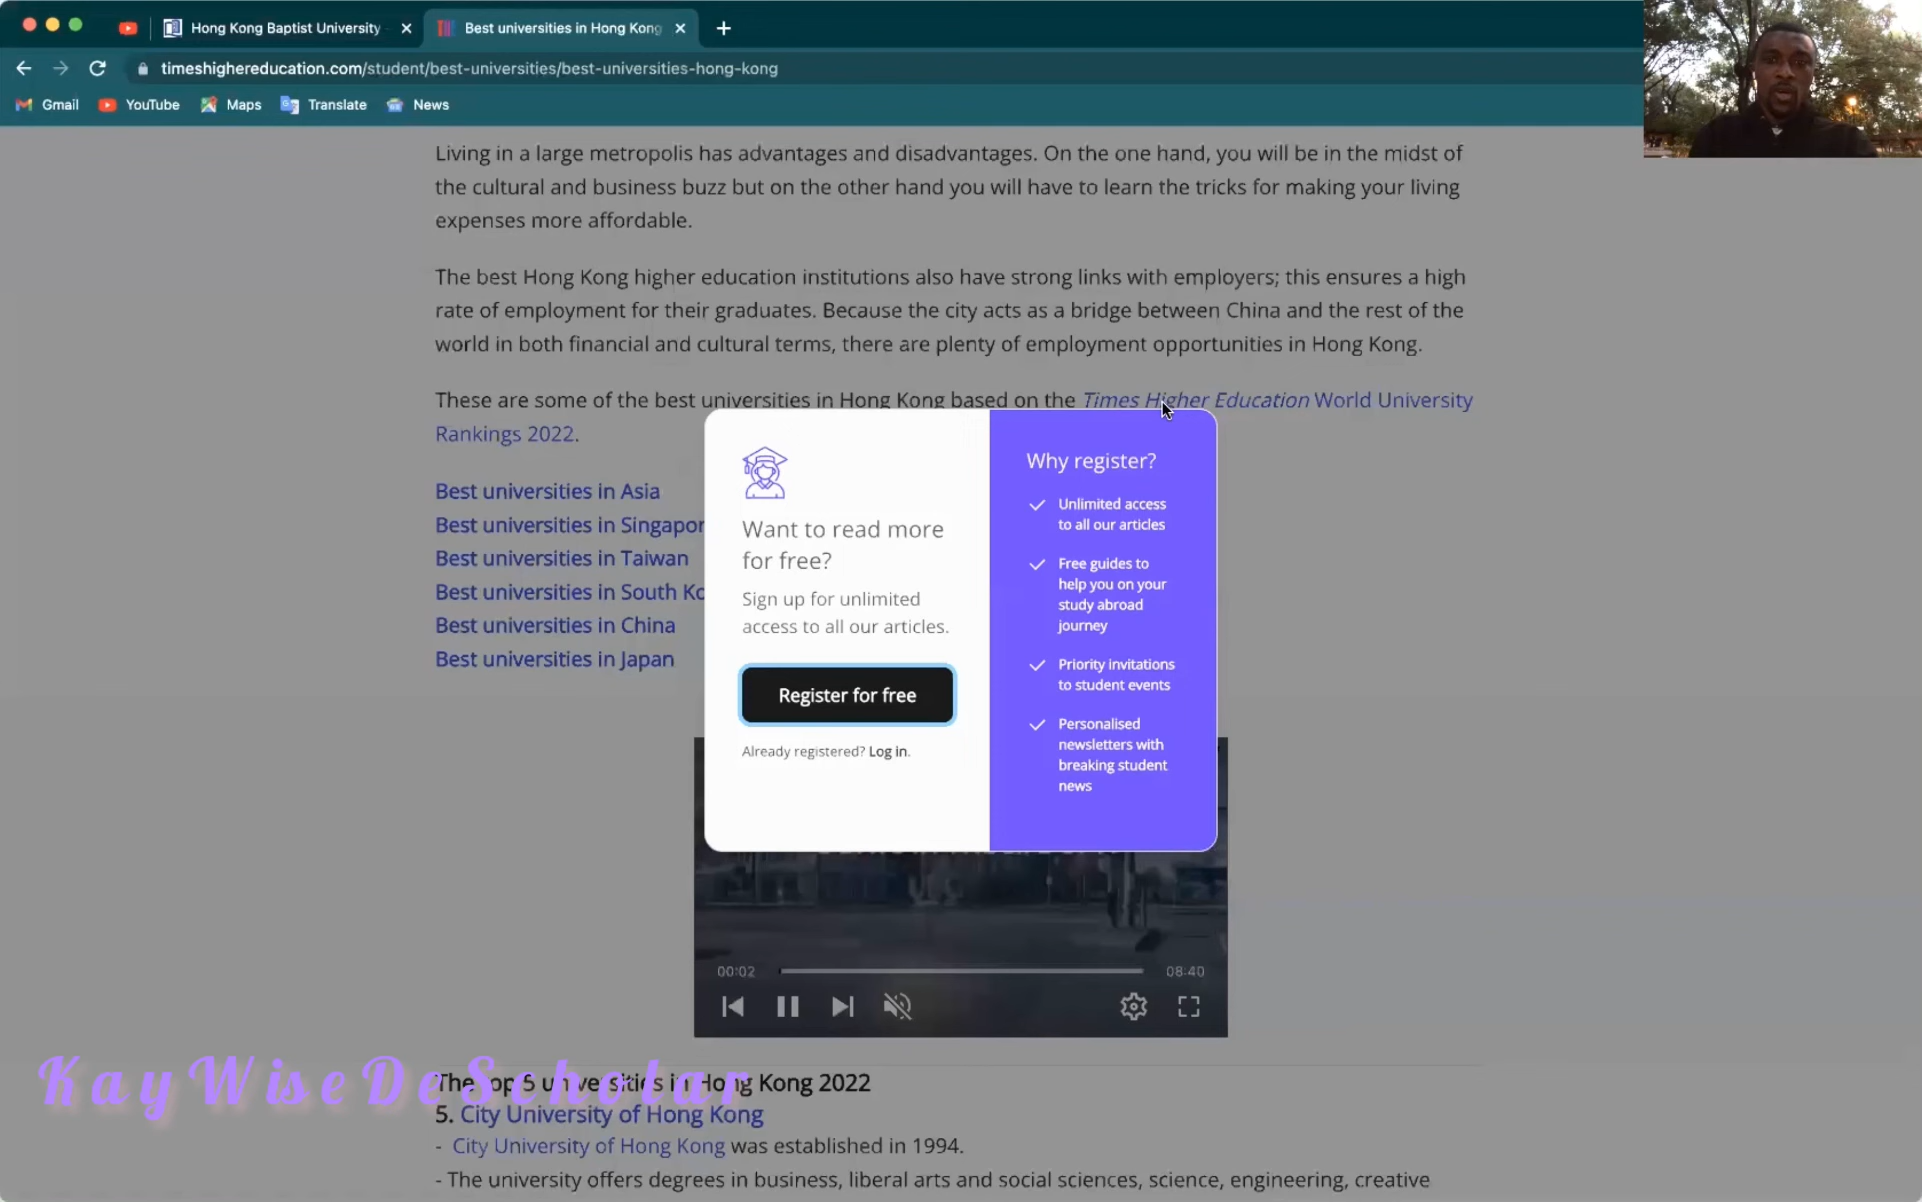 Hong Kong Baptist University
Best universities in Hong Kong
timeshighereducation.com/student/best-universities/best-universities-hong-kong
Gmail
YouTube
Maps
Translate
News
Living in a large metropolis has advantages and disadvantages. On the one hand, you will be in the midst of
the cultural and business buzz but on the other hand you will have to learn the tricks for making your living
expenses more affordable.
The best Hong Kong higher education institutions also have strong links with employers; this ensures a high
rate of employment for their graduates. Because the city acts as a bridge between China and the rest of the
world in both financial and cultural terms, there are plenty of employment opportunities in Hong Kong.
These are some of the best universities in Hong Kong based on the Times Higher Education World University
Rankings 2022.
Best universities in Asia
Best universities in Singapor
Best universities in Taiwan
Best universities in South Ko
Best universities in China
Best universities in Japan
Want to read more
for free?
Sign up for unlimited
access to all our articles.
Register for free
Already registered? Log in.
Why register?
Unlimited access
to all our articles
Free guides to
help you on your
study abroad
journey
Priority invitations
to student events
Personalised
newsletters with
breaking student
news
00:02
08:40
KayWiseDeScholar
The top 5 universities in Hong Kong 2022
5. City University of Hong Kong
- City University of Hong Kong was established in 1994.
- The university offers degrees in business, liberal arts and social sciences, science, engineering, creative